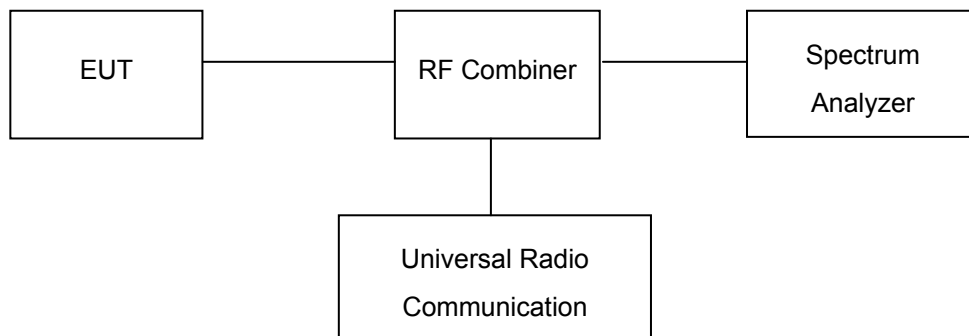 EUT
RF Combiner
Spectrum
Analyzer
Universal Radio
Communication